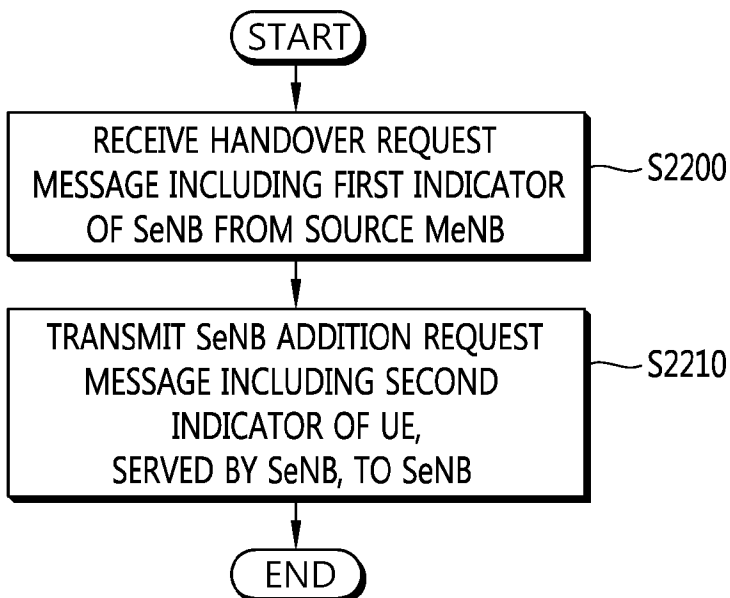 START
RECEIVE HANDOVER REQUEST
MESSAGE INCLUDING FIRST INDICATOR
OF SeNB FROM SOURCE MeNB
S2200
TRANSMIT SeNB ADDITION REQUEST
MESSAGE INCLUDING SECOND
INDICATOR OF UE,
SERVED BY SeNB, TO SeNB
S2210
END